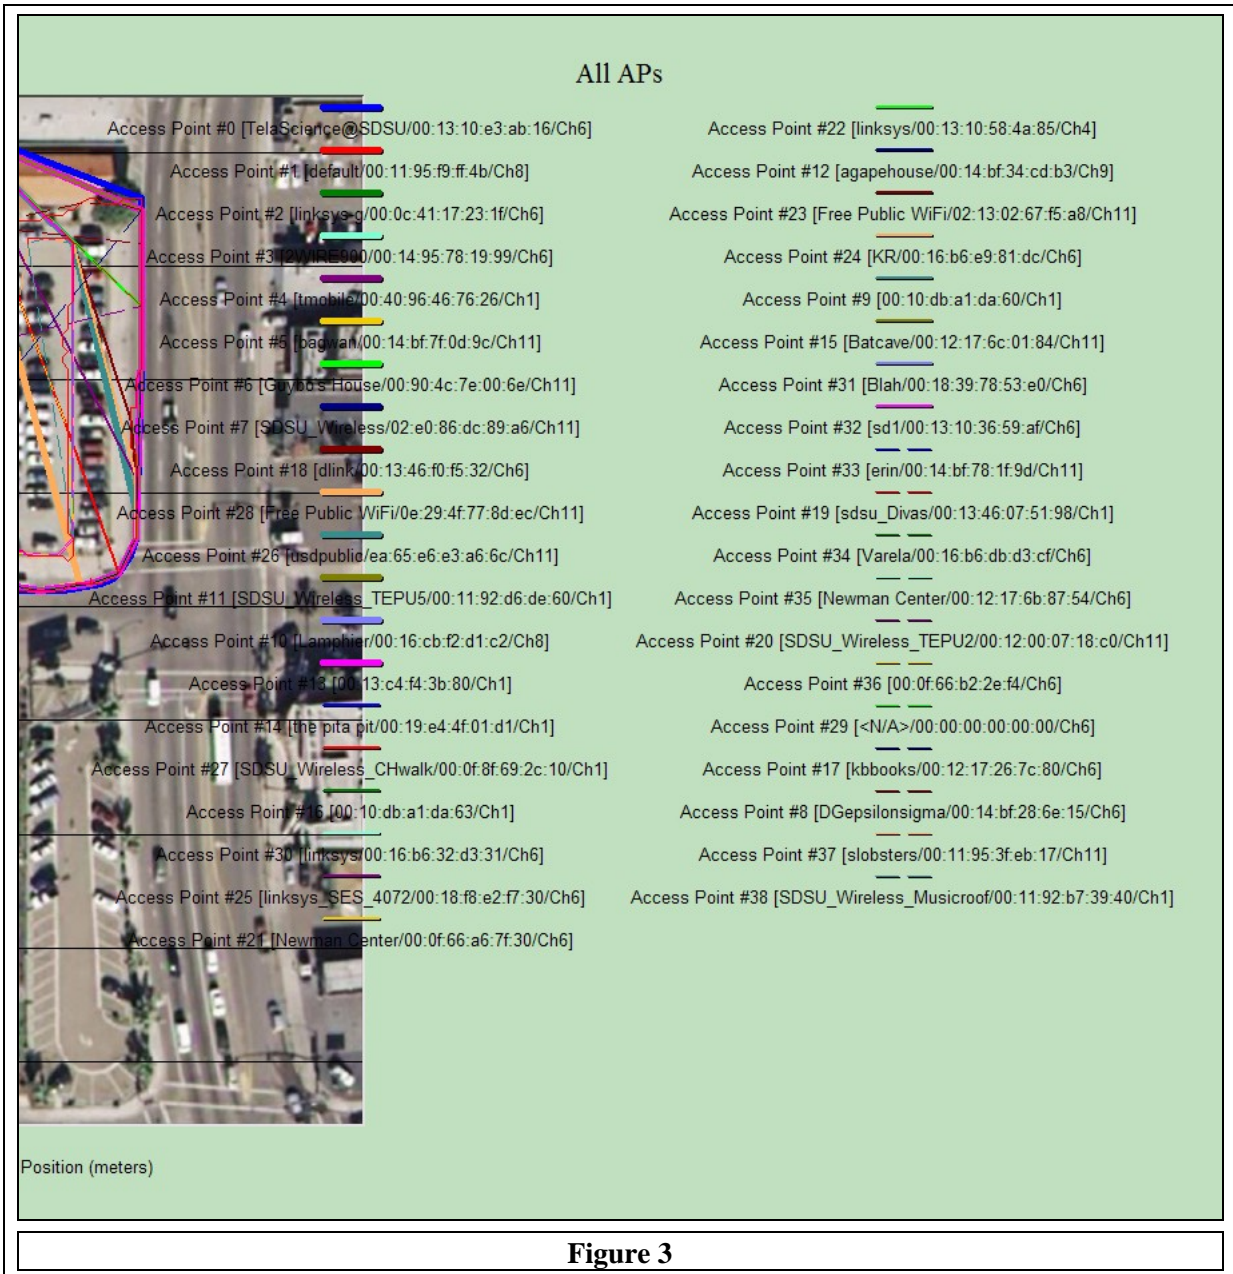 All APs
Access Point #0 [TelaScience@SDSU/00:13:10:e3:ab:16/Ch6]
Access Point #1 [default/00:11:95:f9:ff:4b/Ch8]
Access Point #2 [linksys-g/00:0c:41:17:23:1f/Ch6]
Access Point #3 [2WIRE900/00:14:95:78:19:99/Ch6]
Access Point #4 [tmobile/00:40:96:46:76:26/Ch1]
Access Point #5 [bagwan/00:14:bf:7f:0d:9c/Ch11]
Access Point #6 [Guybo's House/00:90:4c:7e:00:6e/Ch11]
Access Point #7 [SDSU_Wireless/02:e0:86:dc:89:a6/Ch11]
Access Point #18 [dlink/00:13:46:f0:f5:32/Ch6]
Access Point #28 [Free Public WiFi/0e:29:4f:77:8d:ec/Ch11]
Access Point #26 [usdpublic/ea:65:e6:e3:a6:6c/Ch11]
Access Point #11 [SDSU_Wireless_TEPU5/00:11:92:d6:de:60/Ch1]
Access Point #10 [Lamphier/00:16:cb:f2:d1:c2/Ch8]
Access Point #13 [00:13:c4:f4:3b:80/Ch1]
Access Point #14 [the pita pit/00:19:e4:4f:01:d1/Ch1]
Access Point #27 [SDSU_Wireless_CHwalk/00:0f:8f:69:2c:10/Ch1]
Access Point #16 [00:10:db:a1:da:63/Ch1]
Access Point #30 [linksys/00:16:b6:32:d3:31/Ch6]
Access Point #25 [linksys_SES_4072/00:18:f8:e2:f7:30/Ch6]
Access Point #21 [Newman Center/00:0f:66:a6:7f:30/Ch6]
Access Point #22 [linksys/00:13:10:58:4a:85/Ch4]
Access Point #12 [agapehouse/00:14:bf:34:cd:b3/Ch9]
Access Point #23 [Free Public WiFi/02:13:02:67:f5:a8/Ch11]
Access Point #24 [KR/00:16:b6:e9:81:dc/Ch6]
Access Point #9 [00:10:db:a1:da:60/Ch1]
Access Point #15 [Batcave/00:12:17:6c:01:84/Ch11]
Access Point #31 [Blah/00:18:39:78:53:e0/Ch6]
Access Point #32 [sd1/00:13:10:36:59:af/Ch6]
Access Point #33 [erin/00:14:bf:78:1f:9d/Ch11]
Access Point #19 [sdsu_Divas/00:13:46:07:51:98/Ch1]
Access Point #34 [Varela/00:16:b6:db:d3:cf/Ch6]
Access Point #35 [Newman Center/00:12:17:6b:87:54/Ch6]
Access Point #20 [SDSU_Wireless_TEPU2/00:12:00:07:18:c0/Ch11]
Access Point #36 [00:0f:66:b2:2e:f4/Ch6]
Access Point #29 [<N/A>/00:00:00:00:00:00/Ch6]
Access Point #17 [kbbooks/00:12:17:26:7c:80/Ch6]
Access Point #8 [DGepsilonsigma/00:14:bf:28:6e:15/Ch6]
Access Point #37 [slobsters/00:11:95:3f:eb:17/Ch11]
Access Point #38 [SDSU_Wireless_Musicroof/00:11:92:b7:39:40/Ch1]
Position (meters)
Figure 3